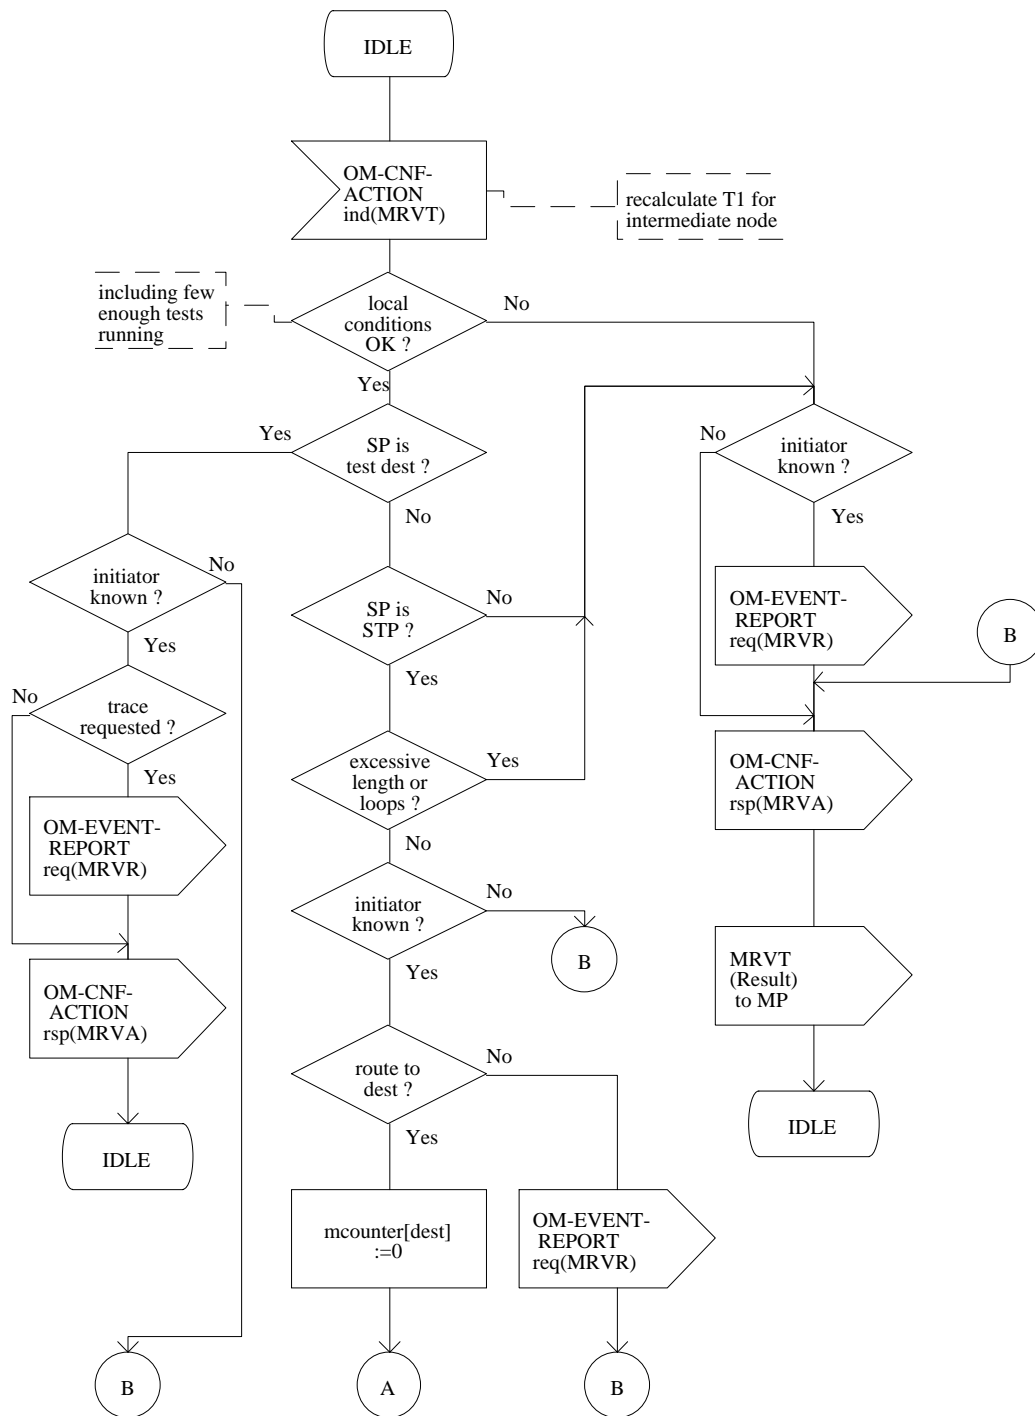 IDLE
OM-CNF-
ACTION
ind(MRVT)
recalculate T1 for
intermediate node
including few
enough tests
running
local
conditions
OK ?
No
Yes
Yes
SP is
test dest ?
No
No
initiator
known ?
Yes
initiator
known ?
No
Yes
SP is
STP ?
No
Yes
OM-EVENT-
REPORT
req(MRVR)
B
No
trace
requested ?
Yes
excessive
length or
loops ?
Yes
No
OM-CNF-
ACTION
rsp(MRVA)
OM-EVENT-
REPORT
req(MRVR)
initiator
known ?
No
Yes
B
MRVT
(Result)
to MP
OM-CNF-
ACTION
rsp(MRVA)
route to
dest ?
No
Yes
IDLE
IDLE
mcounter[dest]
:=0
OM-EVENT-
REPORT
req(MRVR)
B
A
B